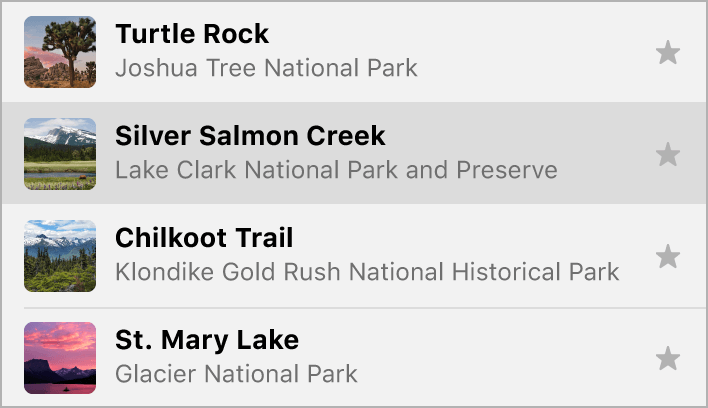 Turtle Rock
Joshua Tree National Park
Silver Salmon Creek
Lake Clark National Park and Preserve
Chilkoot Trail
Klondike Gold Rush National Historical Park
St. Mary Lake
Glacier National Park